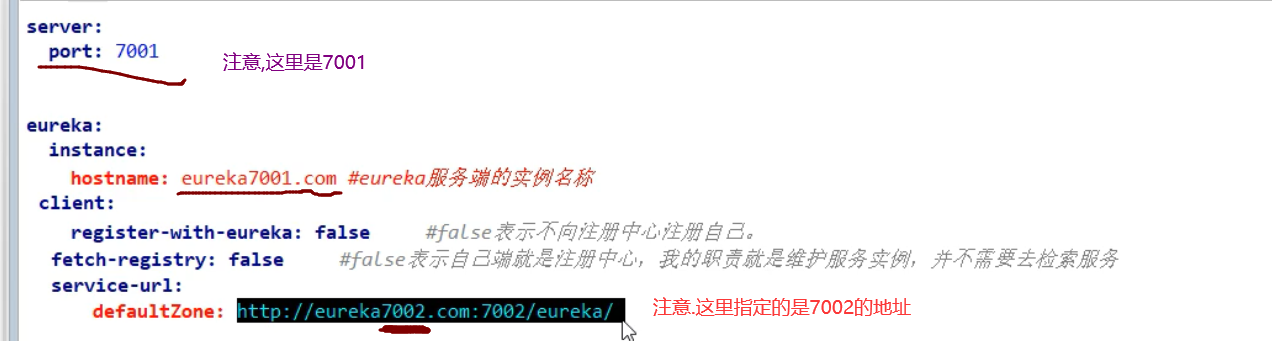 server:
port: 7001
注意,这里是7001
eureka:
instance:
hostname: eureka7001.com #eureka服务端的实例名称
client:
register-with-eureka: false #false表示不向注册中心注册自己。
fetch-registry: false #false表示自己端就是注册中心，我的职责就是维护服务实例，并不需要去检索服务
service-url:
defaultZone: http://eureka7002.com:7002/eureka/ 注意.这里指定的是7002的地址